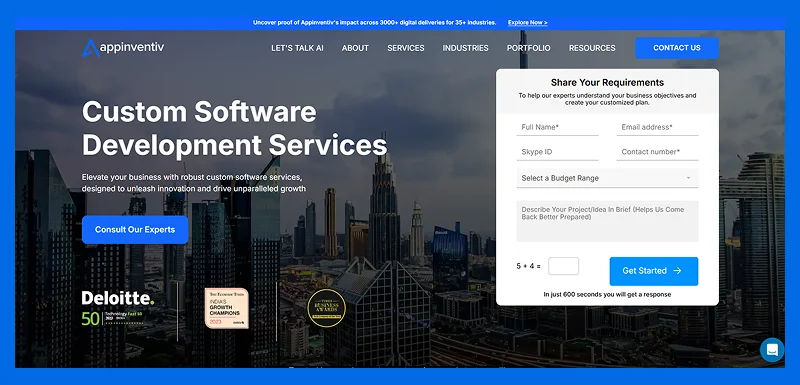 Uncover proof of Appinventiv's impact across 3000+ digital deliveries for 35+ industries. Explore Now >
appinventiv
LET'S TALK AI ABOUT SERVICES INDUSTRIES PORTFOLIO RESOURCES CONTACT US
Custom Software
Development Services
Elevate your business with robust custom software services,
designed to unleash innovation and drive unparalleled growth
Consult Our Experts
Deloitte.
50 Technology Fast 50
THE ECONOMIC TIMES
INDIA'S
GROWTH
CHAMPIONS
2023
BUSINESS
AWARDS
Share Your Requirements
To help our experts understand your business objectives and
create your customized plan.
Full Name* Email address*
Skype ID Contact number*
Select a Budget Range
Describe Your Project/Idea In Brief (Helps Us Come
Back Better Prepared)
5 + 4 =
Get Started →
In just 600 seconds you will get a response